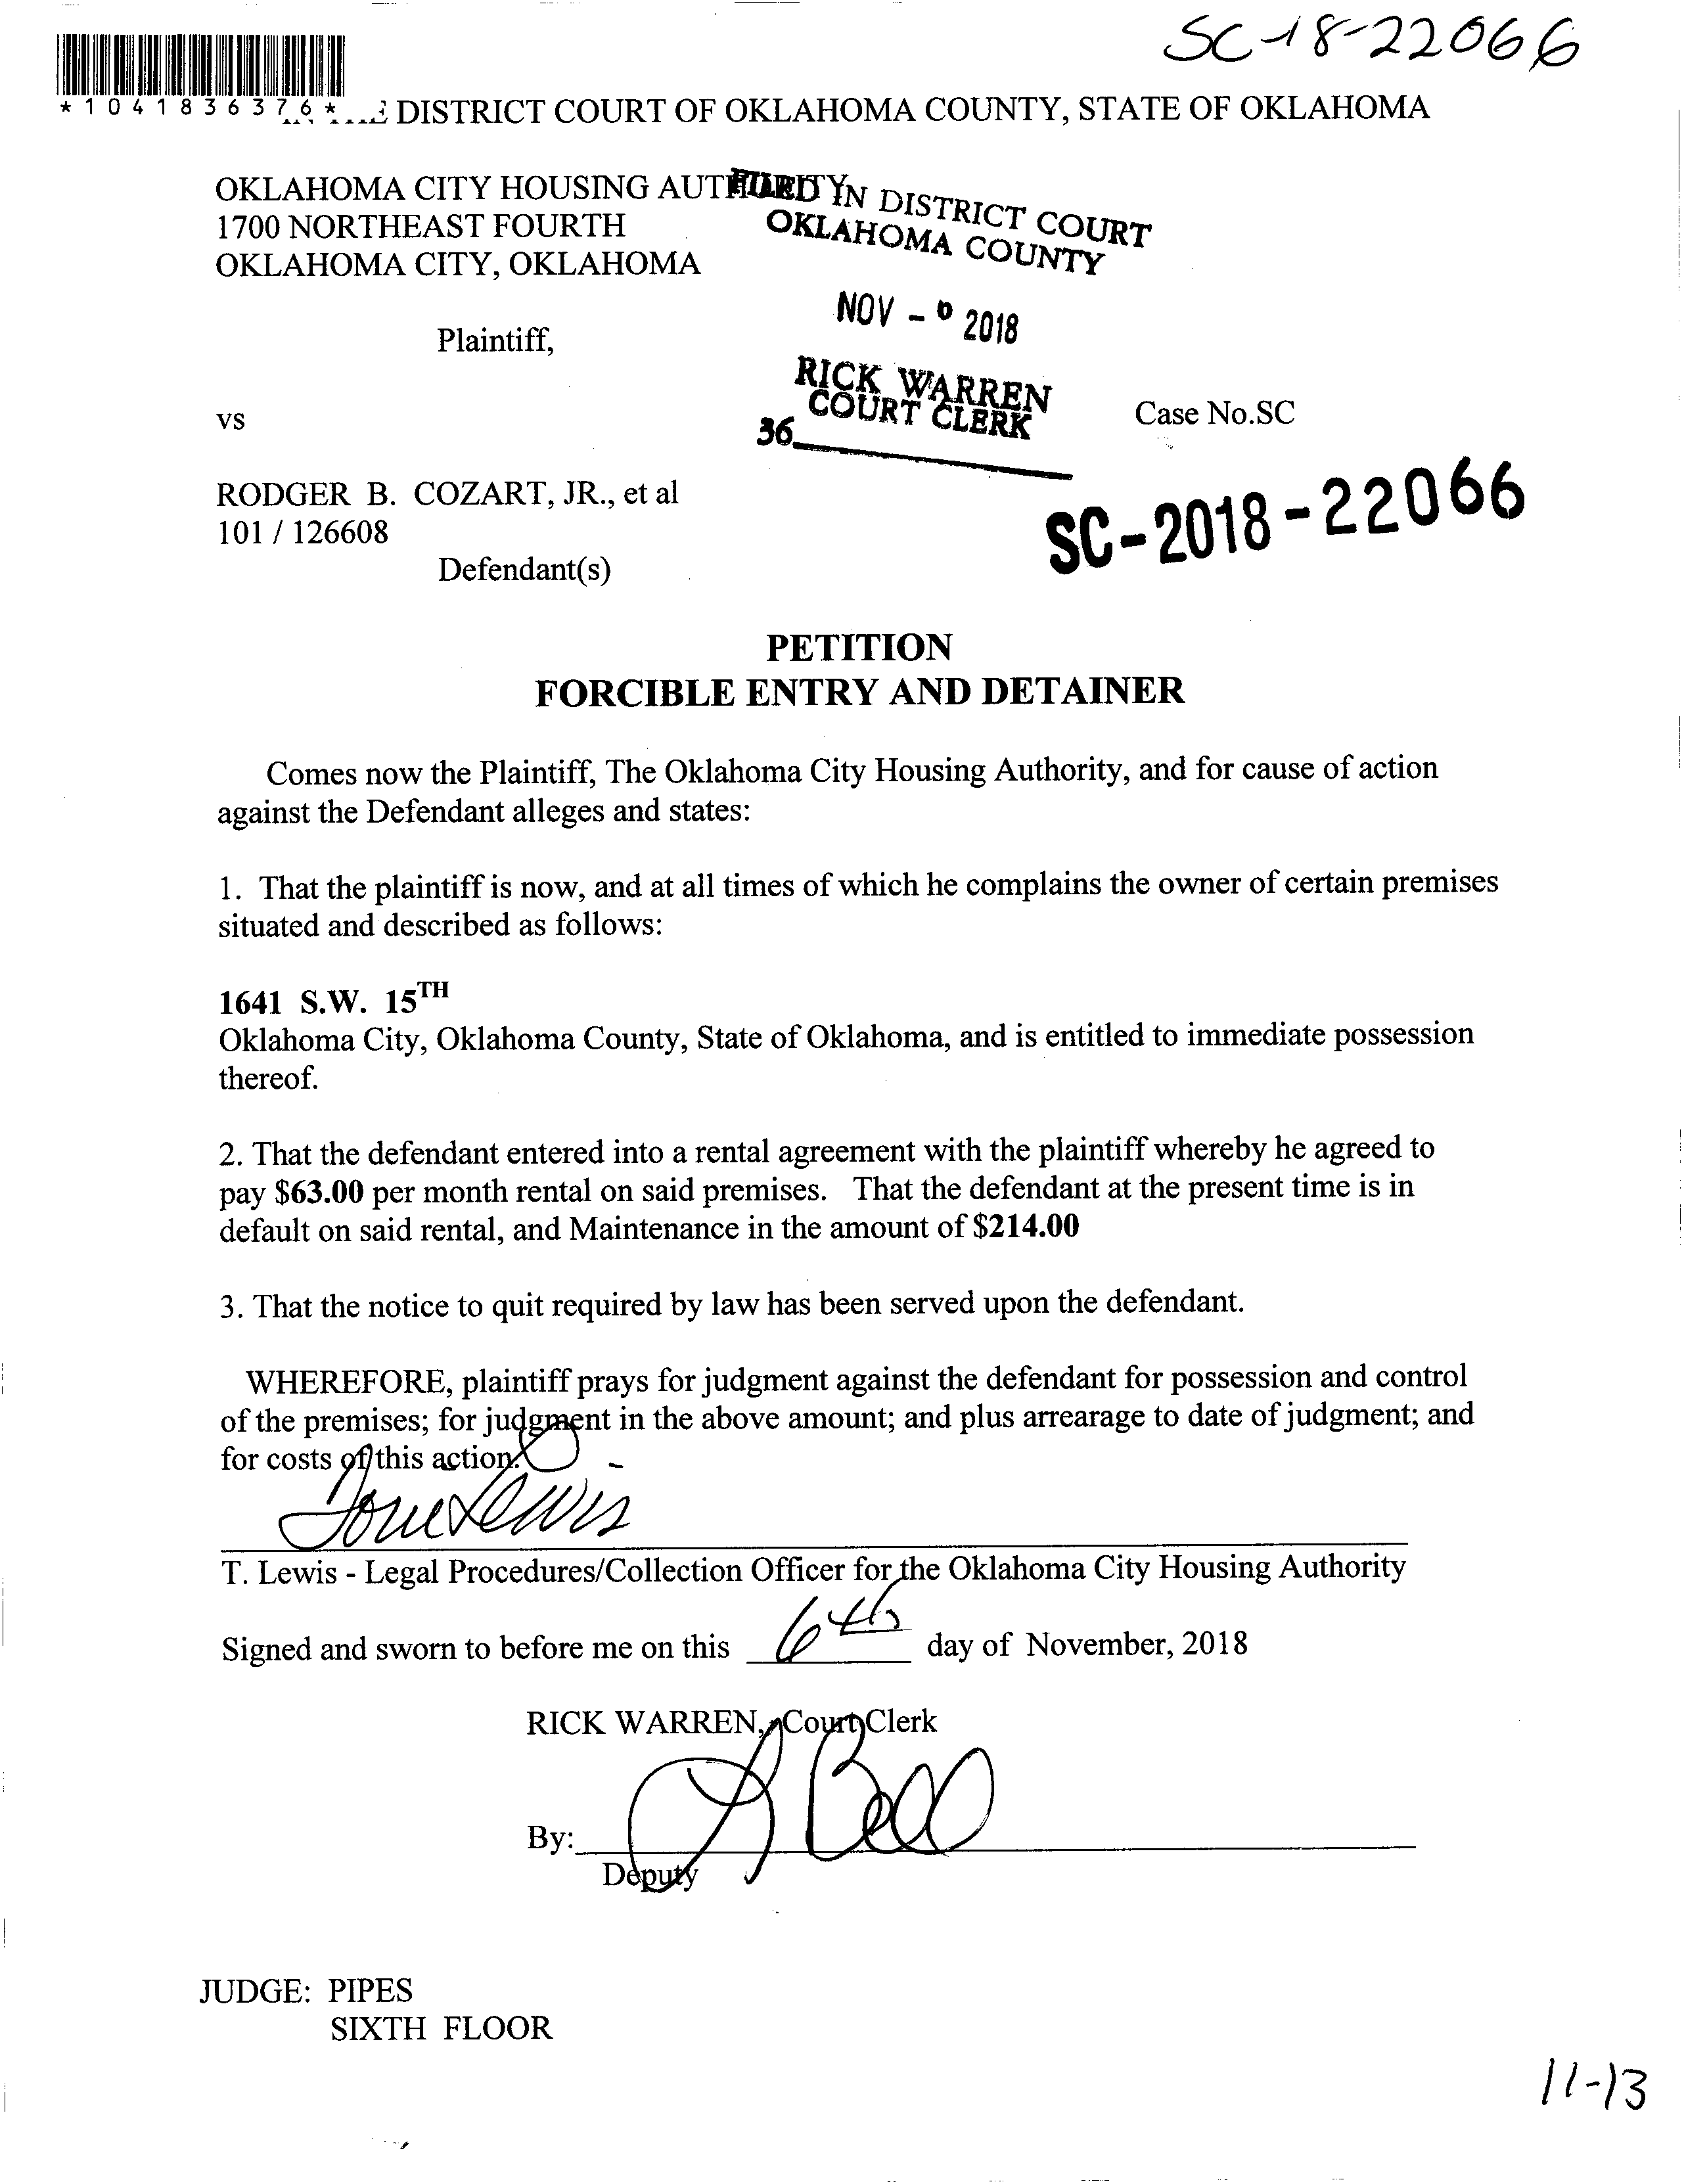 SC-18-22066
*1041836376*
DISTRICT COURT OF OKLAHOMA COUNTY, STATE OF OKLAHOMA
OKLAHOMA CITY HOUSING AUTHORITY
1700 NORTHEAST FOURTH
OKLAHOMA CITY, OKLAHOMA
FILED IN DISTRICT COURT
OKLAHOMA COUNTY
NOV - 2018
RICK WARREN
COURT CLERK
36
Plaintiff,
vs
Case No.SC
SC-2018-22066
RODGER B. COZART, JR., et al
101 / 126608
Defendant(s)
PETITION
FORCIBLE ENTRY AND DETAINER
Comes now the Plaintiff, The Oklahoma City Housing Authority, and for cause of action
against the Defendant alleges and states:
1. That the plaintiff is now, and at all times of which he complains the owner of certain premises
situated and described as follows:
1641 S.W. 15TH
Oklahoma City, Oklahoma County, State of Oklahoma, and is entitled to immediate possession
thereof.
2. That the defendant entered into a rental agreement with the plaintiff whereby he agreed to
pay $63.00 per month rental on said premises. That the defendant at the present time is in
default on said rental, and Maintenance in the amount of $214.00
3. That the notice to quit required by law has been served upon the defendant.
WHEREFORE, plaintiff prays for judgment against the defendant for possession and control
of the premises; for judgment in the above amount; and plus arrearage to date of judgment; and
for costs of this action.
Lewis
T. Lewis - Legal Procedures/Collection Officer for the Oklahoma City Housing Authority
Signed and sworn to before me on this 6th day of November, 2018
RICK WARREN, Court Clerk
By: Bell
Deputy
JUDGE: PIPES
SIXTH FLOOR
11-13